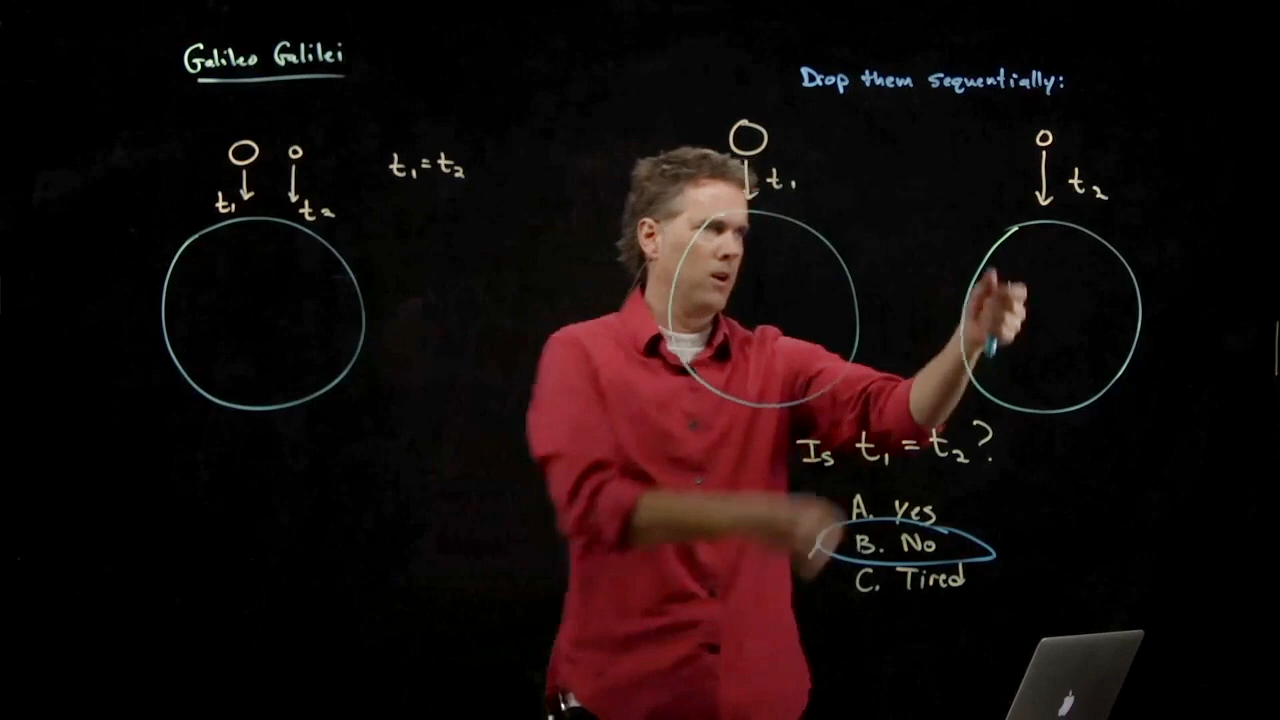 Galileo Galilei
Drop them sequentially:
t₁ = t₂
t₁
t₂
t₁
t₂
Is t₁ = t₂?
A. Yes
B. No
C. Tired